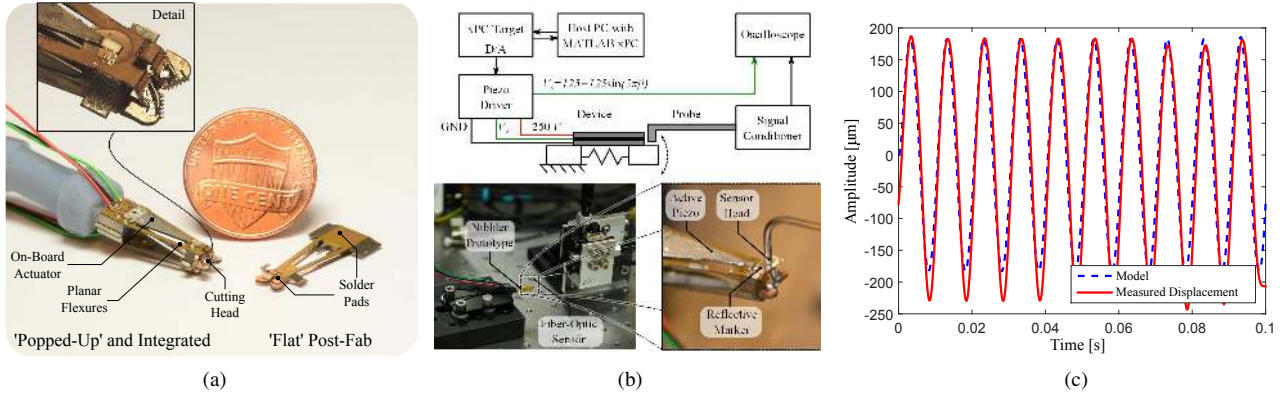 Detail
ONE CENT
On-Board
Actuator
Planar
Flexures
Cutting
Head
Solder
Pads
'Popped-Up' and Integrated
'Flat' Post-Fab
(a)
xPC Target
D/A
Host PC with
MATLAB xPC
Oscilloscope
Piezo
Driver
GND
Device
Probe
Signal
Conditioner
Nibbler
Prototype
Fiber-Optic
Sensor
Active
Piezo
Sensor
Head
Reflective
Marker
(b)
200
150
100
50
0
-50
-100
-150
-200
-250
Amplitude [µm]
Model
Measured Displacement
0
0.02
0.04
0.06
0.08
0.1
Time [s]
(c)